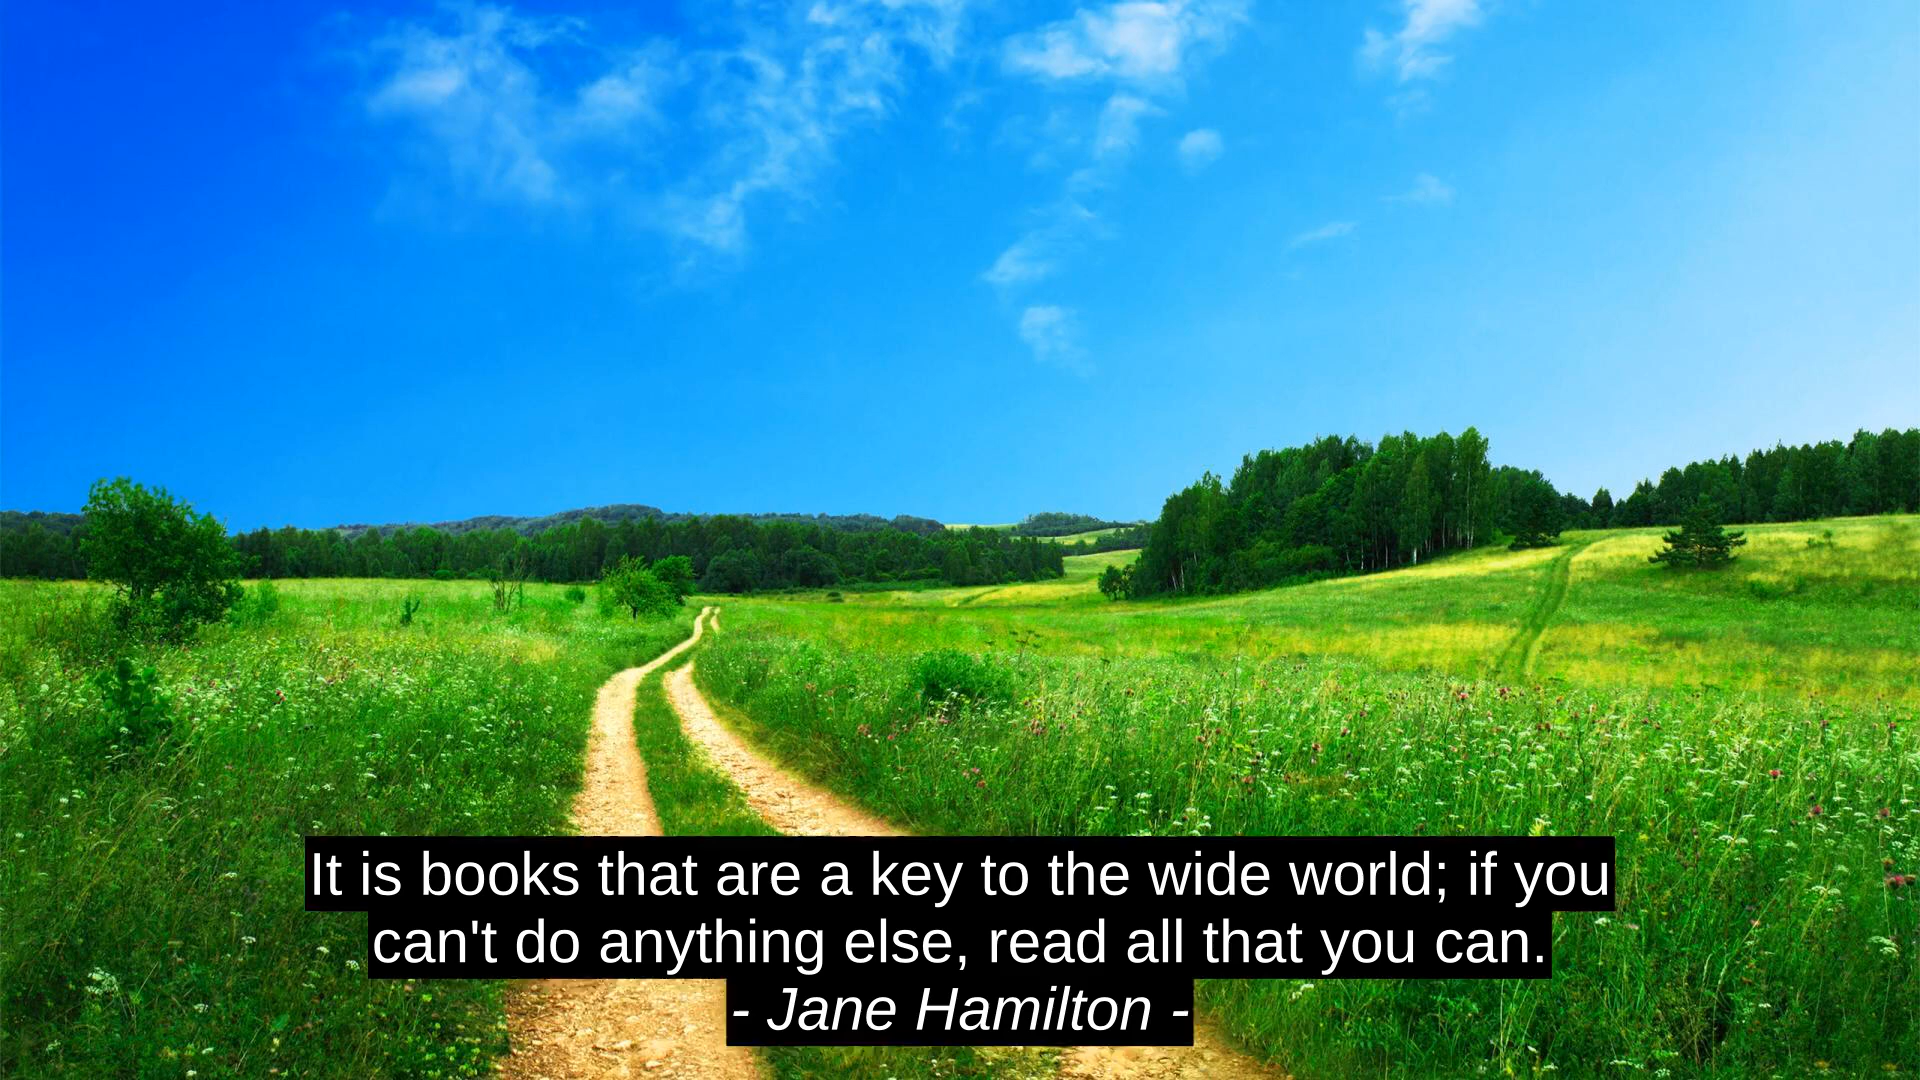 It is books that are a key to the wide world; if you
can't do anything else, read all that you can.
- Jane Hamilton -